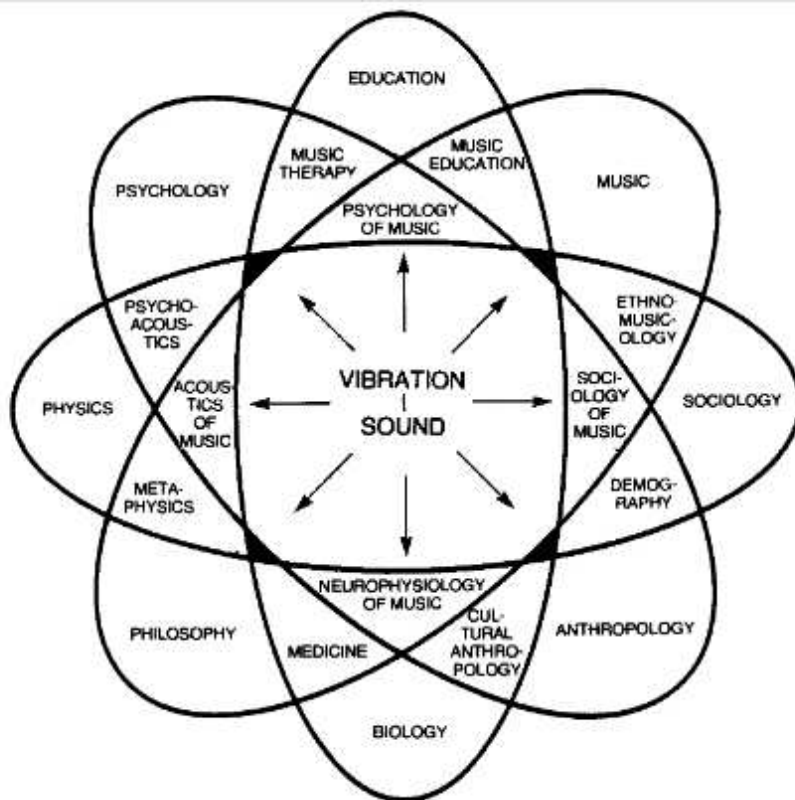 EDUCATION
MUSIC
THERAPY
MUSIC
EDUCATION
PSYCHOLOGY
MUSIC
PSYCHOLOGY
OF MUSIC
PSYCHO-
ACOUS-
TICS
ETHNO
MUSIC-
OLOGY
VIBRATION
SOUND
PHYSICS
ACOUS-
TICS
OF
MUSIC
SOCI-
OLOGY
OF
MUSIC
SOCIOLOGY
META-
PHYSICS
DEMOG-
RAPHY
NEUROPHYSIOLOGY
OF MUSIC
PHILOSOPHY
MEDICINE
CUL-
TURAL
ANTHRO-
POLOGY
ANTHROPOLOGY
BIOLOGY